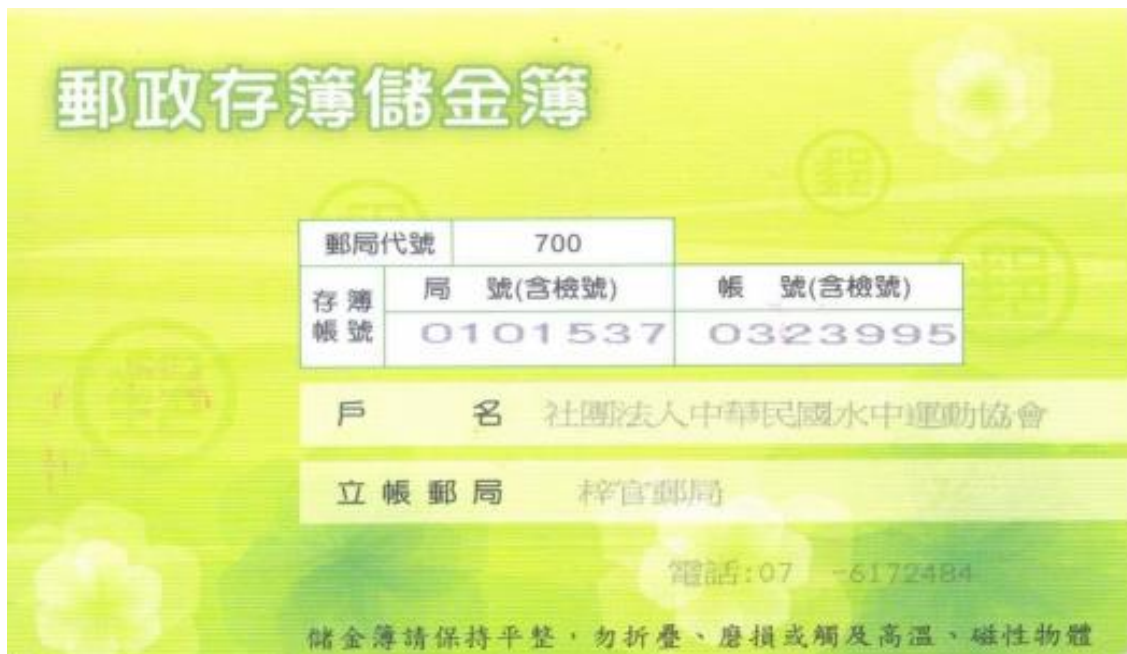 郵政存簿儲金簿
郵局代號 700
存簿帳號 局 號(含檢號) 帳 號(含檢號)
0101537 0323995
戶 名 社團法人中華民國水中運動協會
立帳郵局 梓官郵局
電話:07 -6172484
儲金簿請保持平整,勿折疊、磨損或觸及高溫、磁性物體